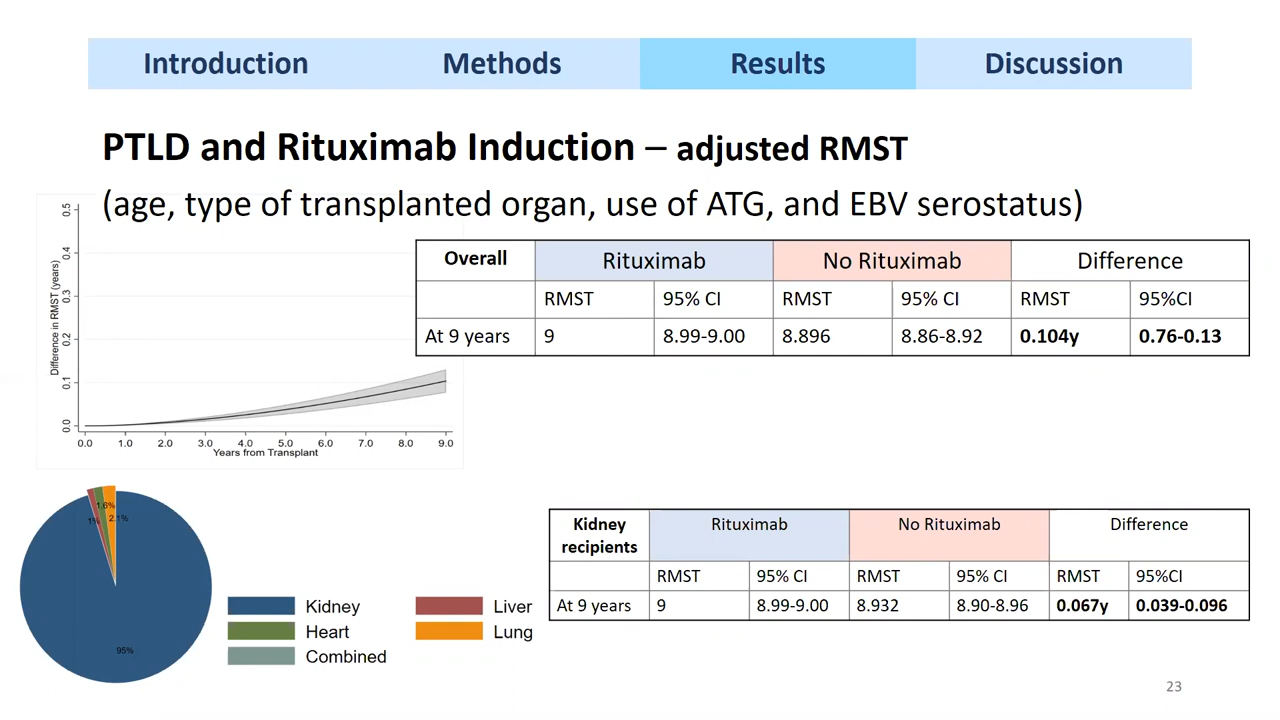 Introduction Methods Results Discussion
PTLD and Rituximab Induction – adjusted RMST
(age, type of transplanted organ, use of ATG, and EBV serostatus)
Overall Rituximab No Rituximab Difference
RMST 95% CI RMST 95% CI RMST 95%CI
At 9 years 9 8.99-9.00 8.896 8.86-8.92 0.104y 0.76-0.13
Difference in RMST (years)
0.5
0.4
0.3
0.2
0.1
0.0
0.0 1.0 2.0 3.0 4.0 5.0 6.0 7.0 8.0 9.0
Years from Transplant
1.6%
1% 2.1%
95%
Kidney Liver
Heart Lung
Combined
Kidney recipients Rituximab No Rituximab Difference
RMST 95% CI RMST 95% CI RMST 95%CI
At 9 years 9 8.99-9.00 8.932 8.90-8.96 0.067y 0.039-0.096
23